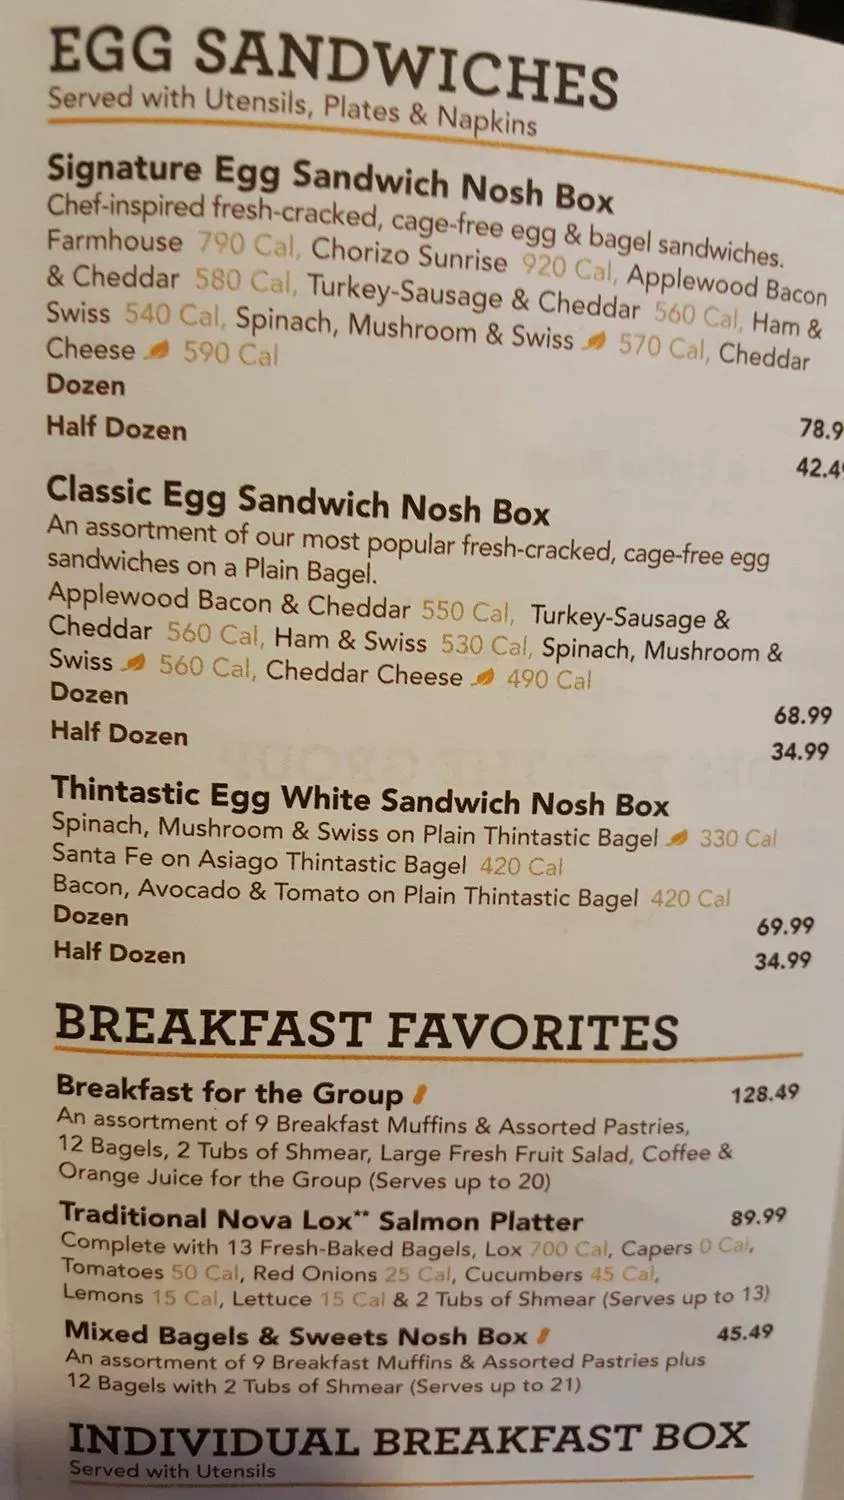 EGG SANDWICHES
Served with Utensils, Plates & Napkins
Signature Egg Sandwich Nosh Box
Chef-inspired fresh-cracked, cage-free egg & bagel sandwiches.
Farmhouse 790 Cal, Chorizo Sunrise 920 Cal, Applewood Bacon
& Cheddar 580 Cal, Turkey-Sausage & Cheddar 560 Cal, Ham &
Swiss 540 Cal, Spinach, Mushroom & Swiss 570 Cal, Cheddar
Cheese 590 Cal
Dozen 78.9
Half Dozen 42.4
Classic Egg Sandwich Nosh Box
An assortment of our most popular fresh-cracked, cage-free egg
sandwiches on a Plain Bagel.
Applewood Bacon & Cheddar 550 Cal, Turkey-Sausage &
Cheddar 560 Cal, Ham & Swiss 530 Cal, Spinach, Mushroom &
Swiss 560 Cal, Cheddar Cheese 490 Cal
Dozen 68.99
Half Dozen 34.99
Thintastic Egg White Sandwich Nosh Box
Spinach, Mushroom & Swiss on Plain Thintastic Bagel 330 Cal
Santa Fe on Asiago Thintastic Bagel 420 Cal
Bacon, Avocado & Tomato on Plain Thintastic Bagel 420 Cal
Dozen 69.99
Half Dozen 34.99
BREAKFAST FAVORITES
Breakfast for the Group 128.49
An assortment of 9 Breakfast Muffins & Assorted Pastries,
12 Bagels, 2 Tubs of Shmear, Large Fresh Fruit Salad, Coffee &
Orange Juice for the Group (Serves up to 20)
Traditional Nova Lox** Salmon Platter 89.99
Complete with 13 Fresh-Baked Bagels, Lox 700 Cal, Capers 0 Cal,
Tomatoes 50 Cal, Red Onions 25 Cal, Cucumbers 45 Cal,
Lemons 15 Cal, Lettuce 15 Cal & 2 Tubs of Shmear (Serves up to 13)
Mixed Bagels & Sweets Nosh Box 45.49
An assortment of 9 Breakfast Muffins & Assorted Pastries plus
12 Bagels with 2 Tubs of Shmear (Serves up to 21)
INDIVIDUAL BREAKFAST BOX
Served with Utensils